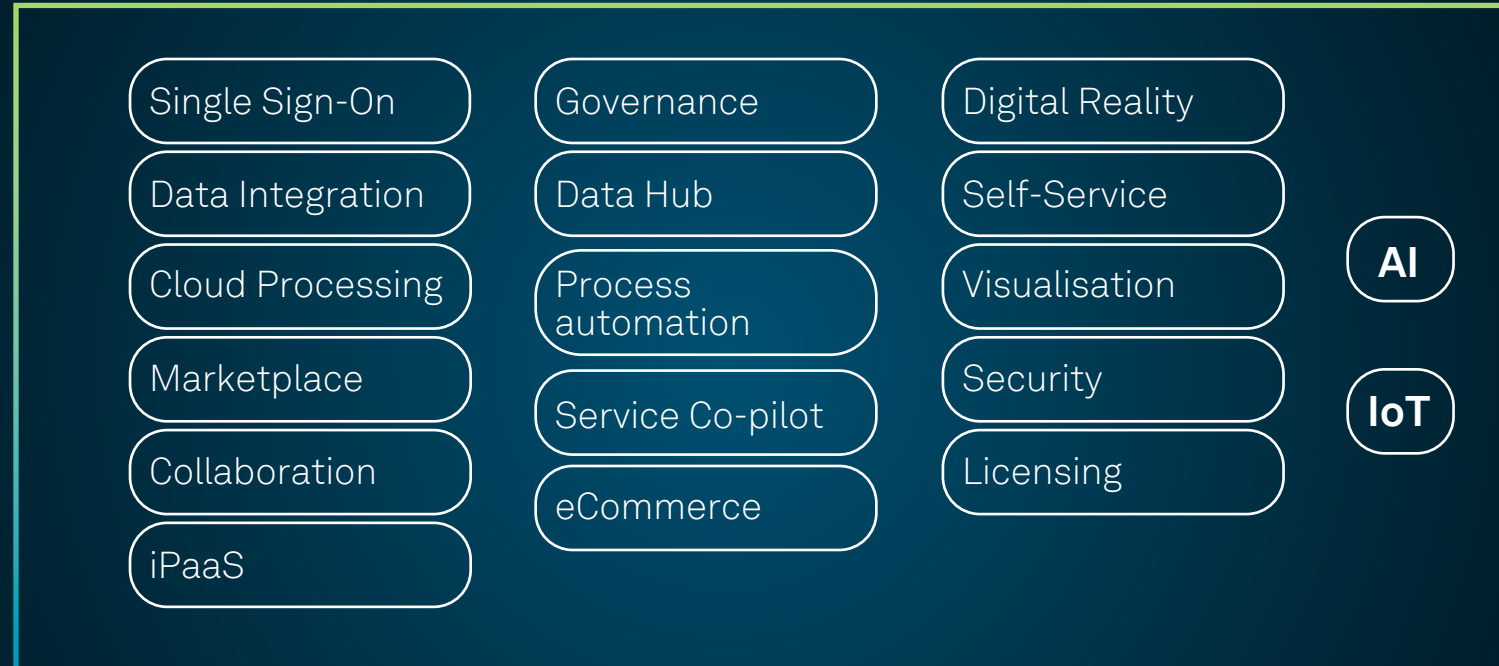 Single Sign-On
Data Integration
Cloud Processing
Marketplace
Collaboration
iPaaS
Governance
Data Hub
Process
automation
Service Co-pilot
eCommerce
Digital Reality
Self-Service
Visualisation
Security
Licensing
AI
IoT